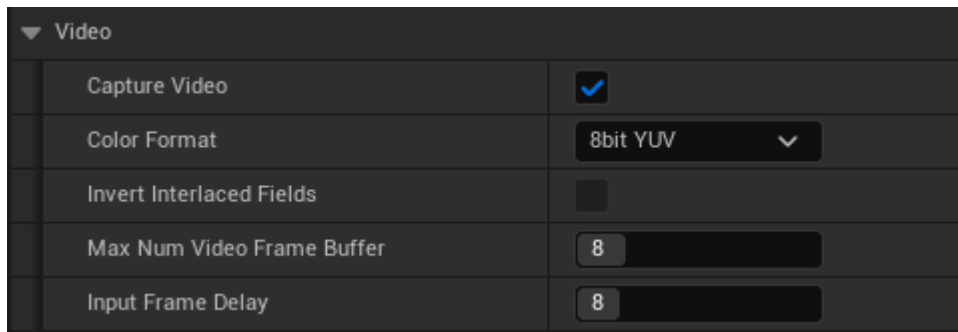 Video
Capture Video
Color Format 8bit YUV
Invert Interlaced Fields
Max Num Video Frame Buffer 8
Input Frame Delay 8